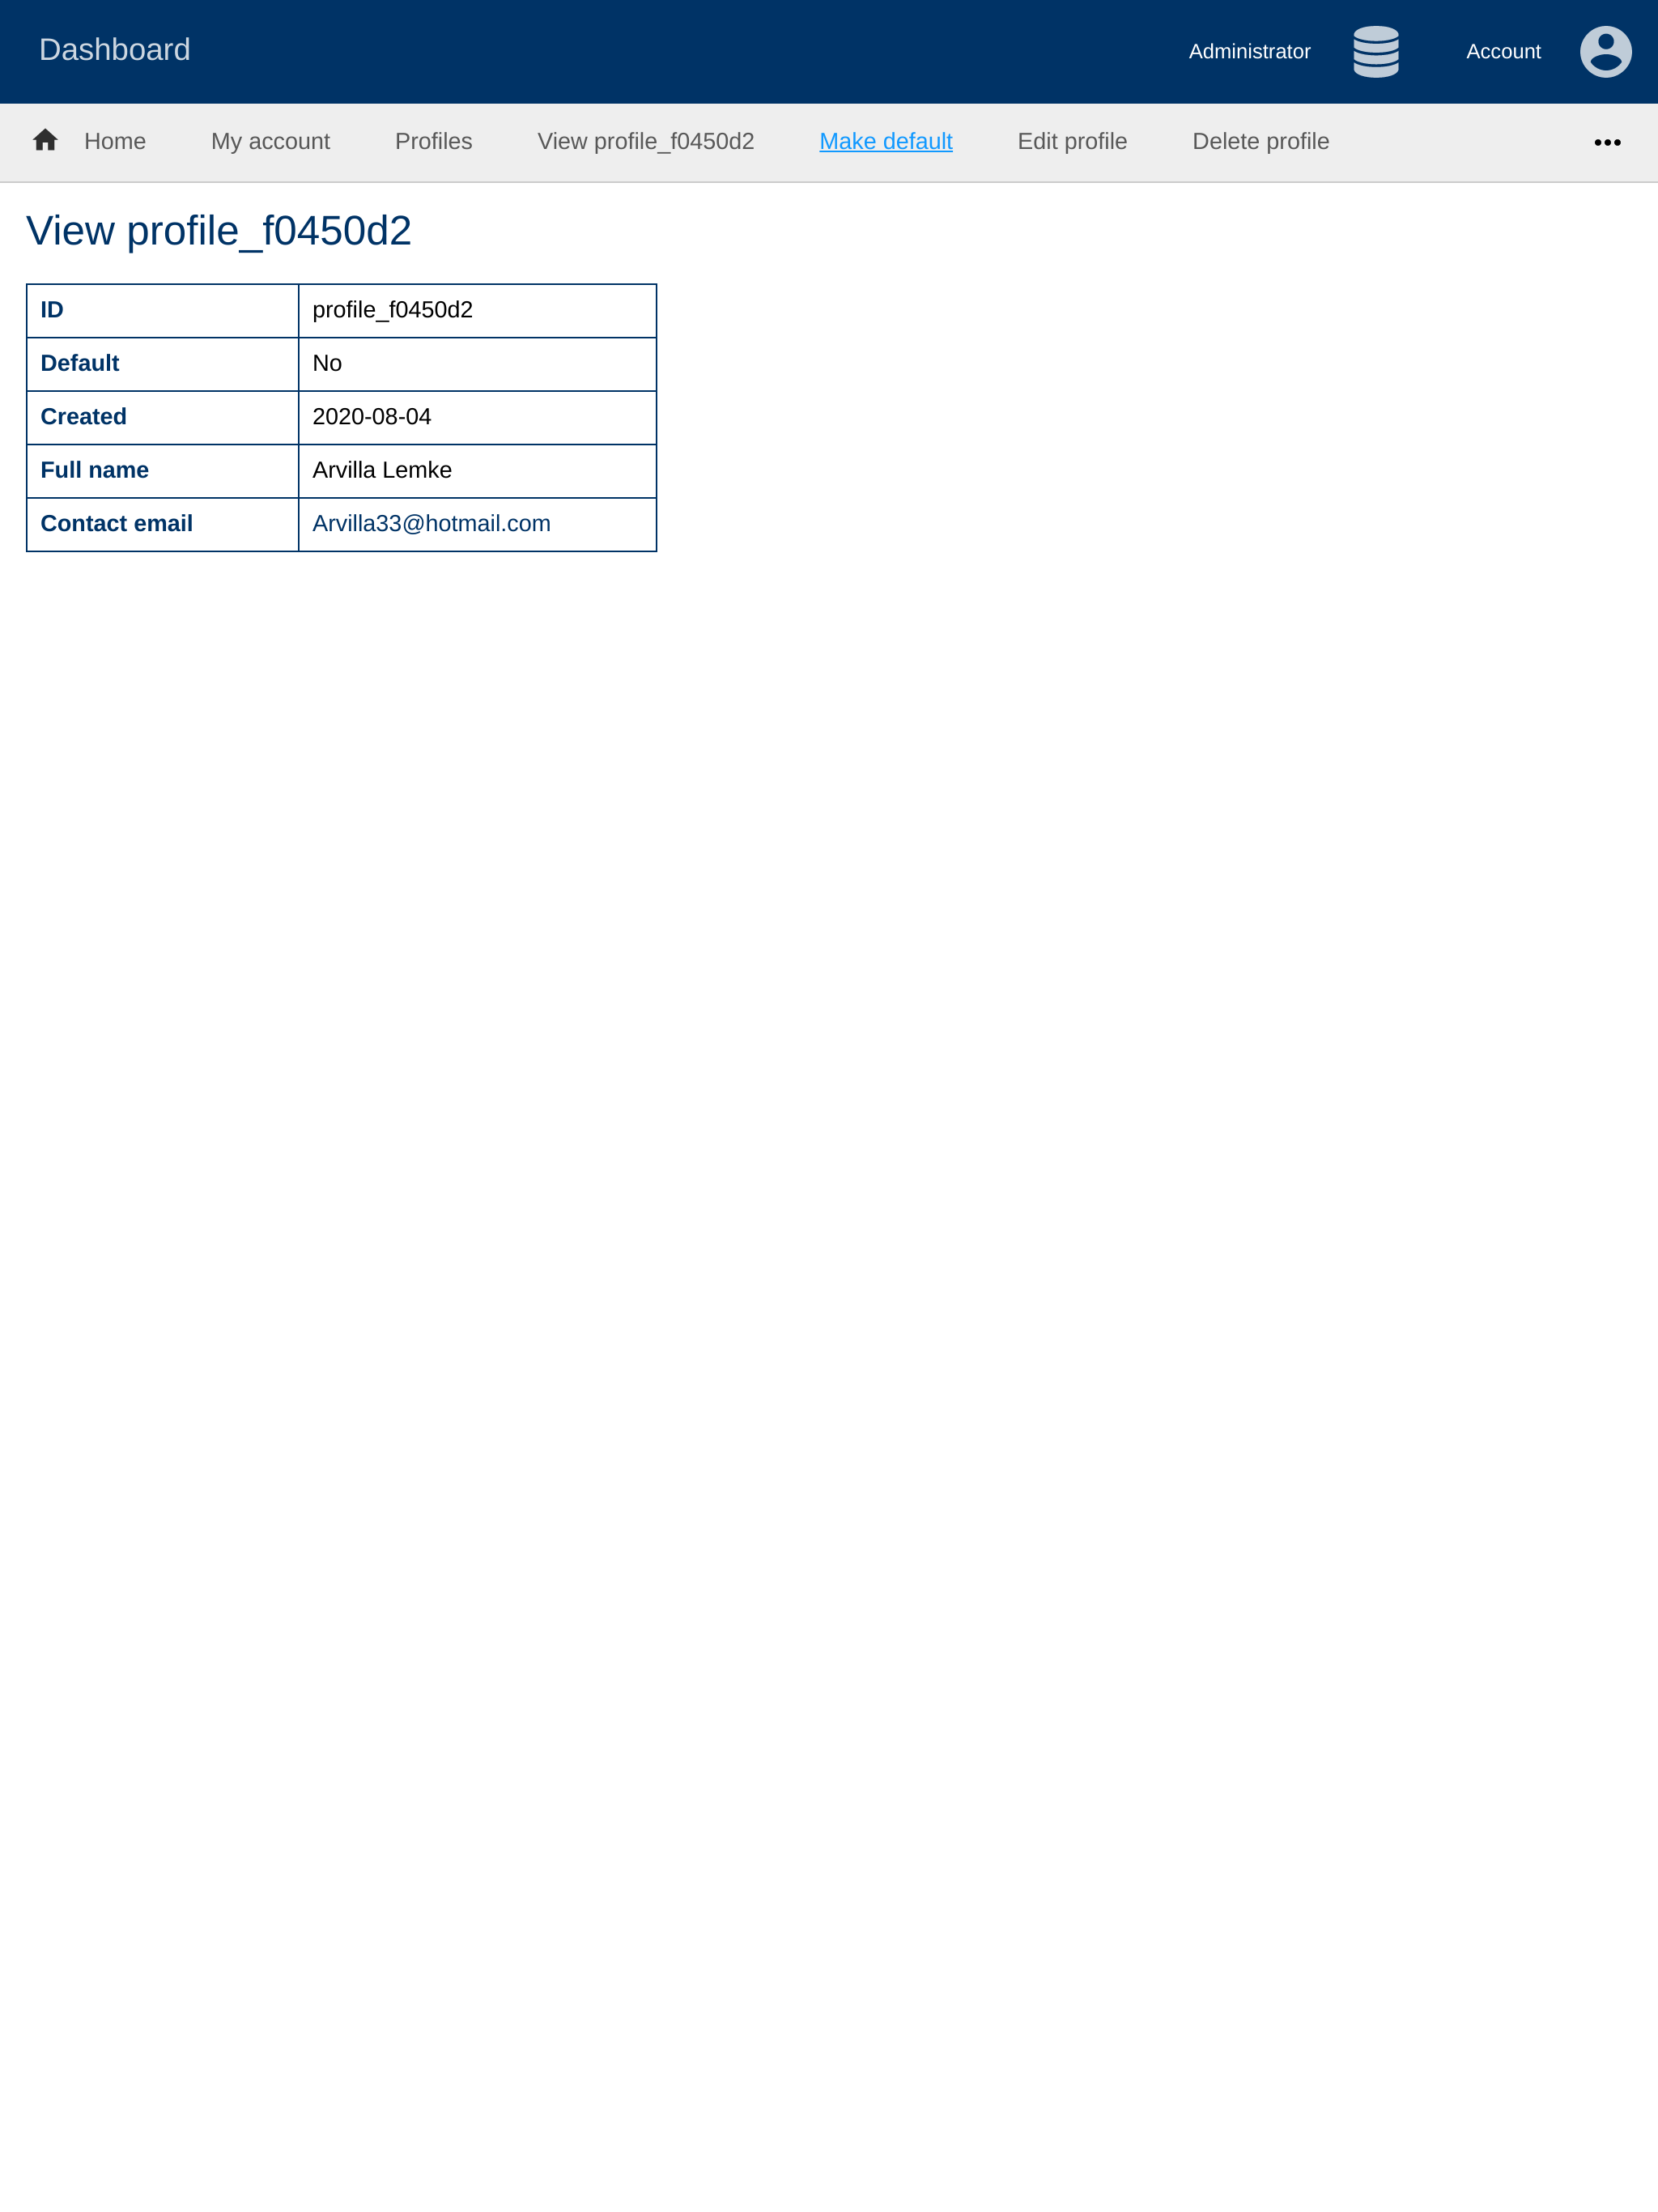 Dashboard Administrator Account
Home My account Profiles View profile_f0450d2 Make default Edit profile Delete profile
View profile_f0450d2
ID profile_f0450d2
Default No
Created 2020-08-04
Full name Arvilla Lemke
Contact email Arvilla33@hotmail.com